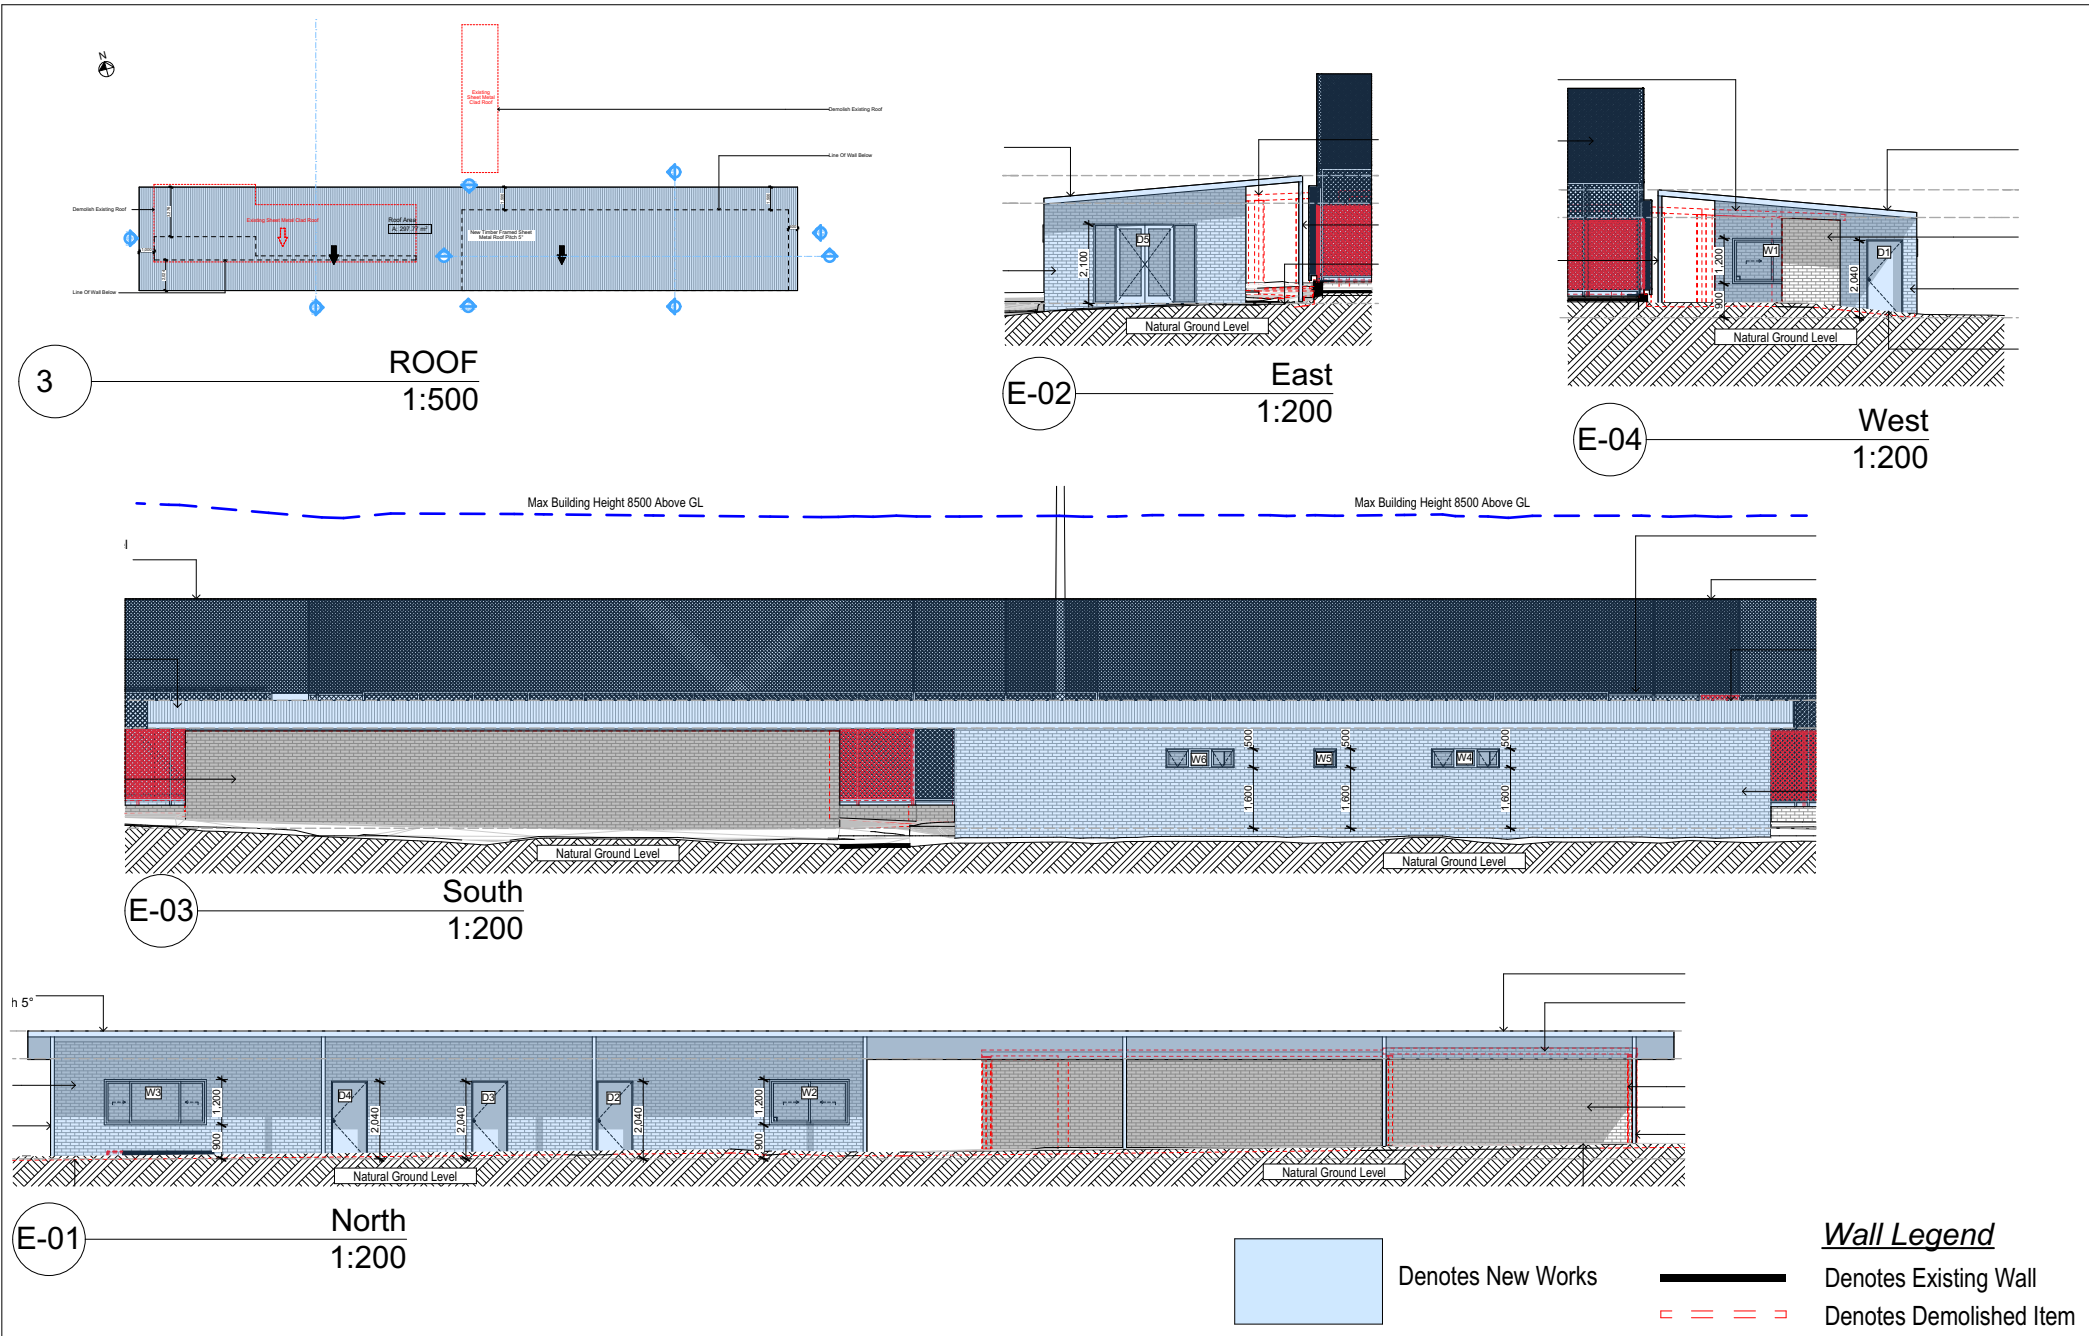 N
Existing
Sheet Metal
Clad Roof
Demolish Existing Roof
Line Of Wall Below
Demolish Existing Roof
Existing Sheet Metal Clad Roof
Roof Area
A: 297.77 m²
New Timber Framed Sheet
Metal Roof Pitch 5°
Line Of Wall Below
3
ROOF
1:500
D5
2,100
Natural Ground Level
E-02
East
1:200
W1
D1
1,200
900
2,040
Natural Ground Level
E-04
West
1:200
Max Building Height 8500 Above GL
Max Building Height 8500 Above GL
W6
W5
W4
500
500
500
1,600
1,600
1,600
Natural Ground Level
Natural Ground Level
E-03
South
1:200
h 5°
W3
D4
D3
D2
W2
1,200
900
2,040
2,040
2,040
1,200
900
Natural Ground Level
Natural Ground Level
E-01
North
1:200
Denotes New Works
Wall Legend
Denotes Existing Wall
Denotes Demolished Item